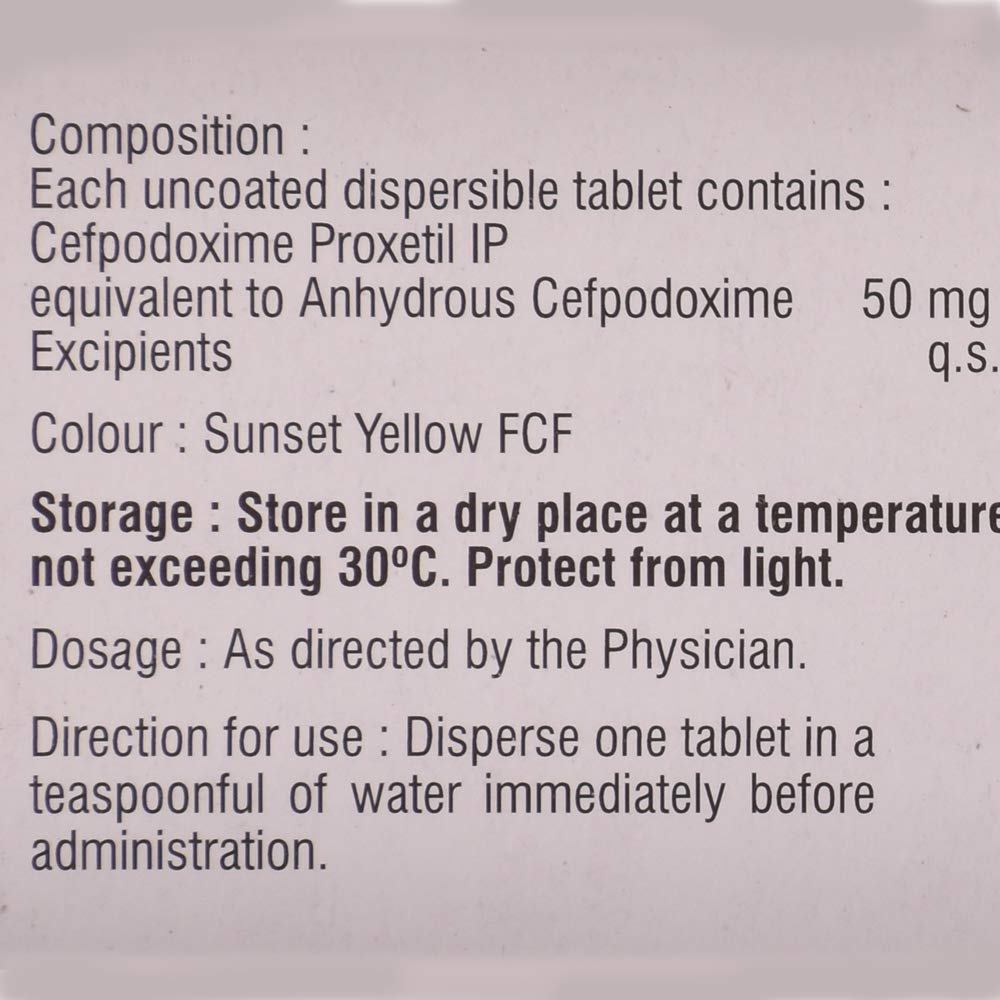 Composition :
Each uncoated dispersible tablet contains :
Cefpodoxime Proxetil IP
equivalent to Anhydrous Cefpodoxime 50 mg
Excipients q.s.
Colour : Sunset Yellow FCF
Storage : Store in a dry place at a temperature
not exceeding 30ºC. Protect from light.
Dosage : As directed by the Physician.
Direction for use : Disperse one tablet in a
teaspoonful of water immediately before
administration.